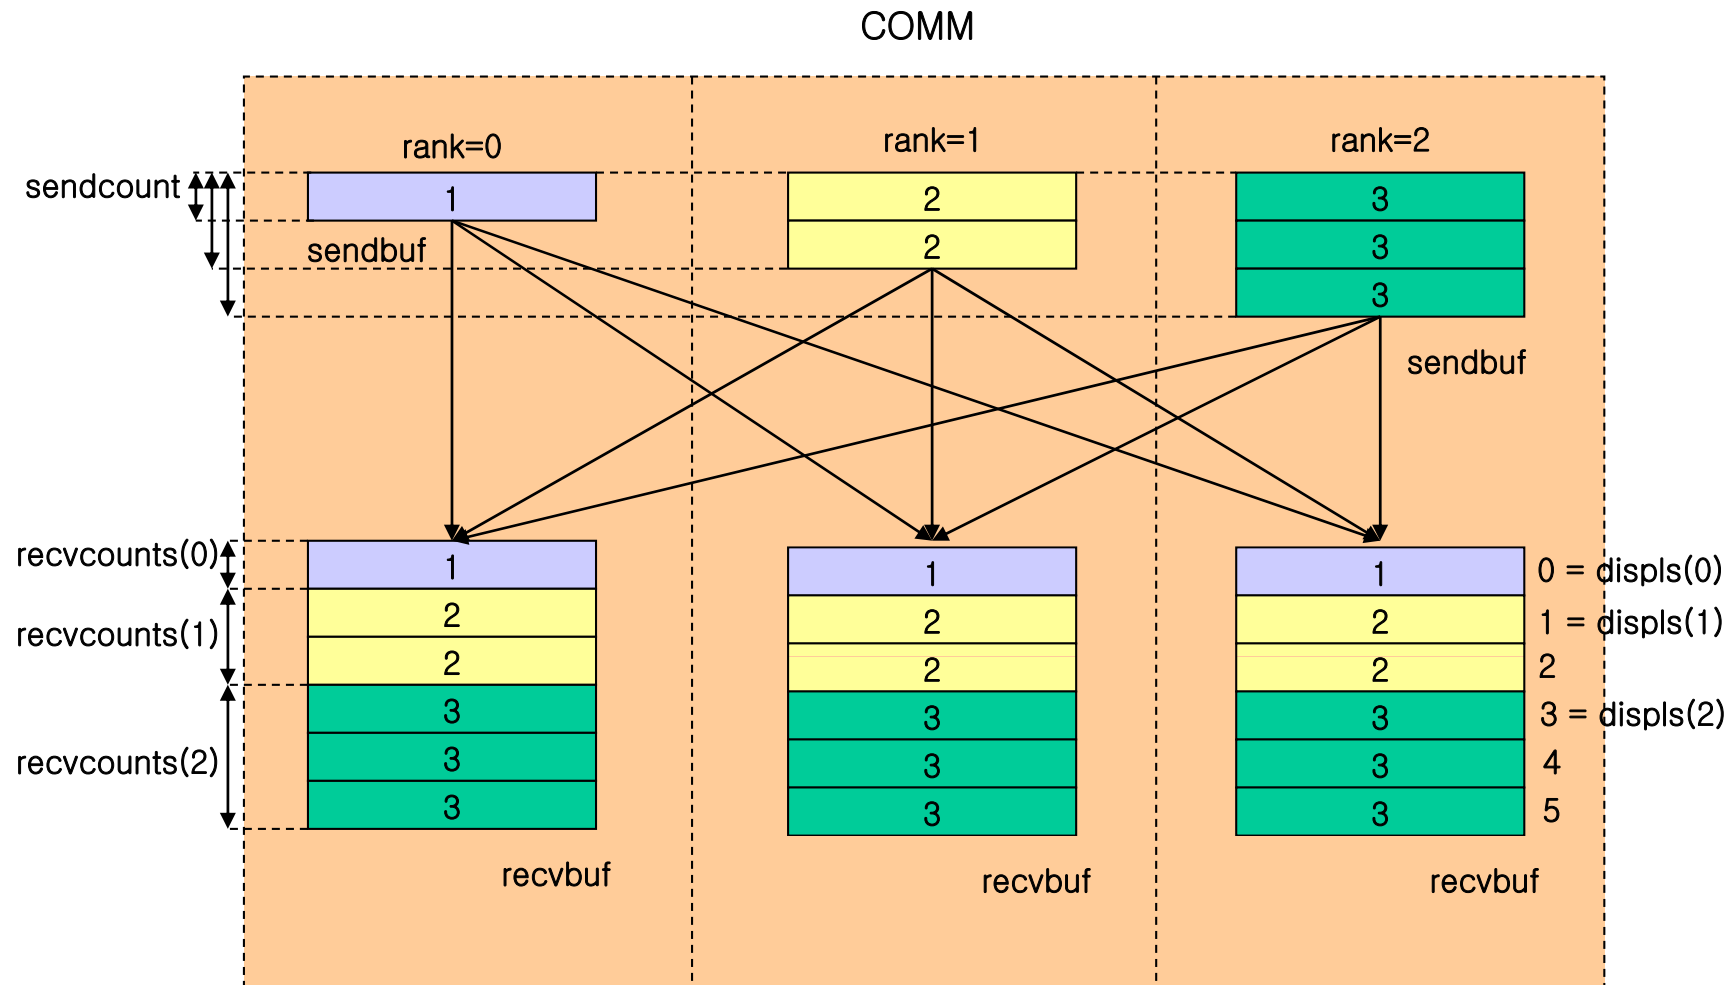 COMM
rank=0
rank=1
rank=2
sendcount
1
2
3
sendbuf
2
3
3
sendbuf
recvcounts(0)
1
1
1
0 = displs(0)
recvcounts(1)
2
2
2
1 = displs(1)
2
2
2
2
recvcounts(2)
3
3
3
3 = displs(2)
3
3
3
4
3
3
3
5
recvbuf
recvbuf
recvbuf